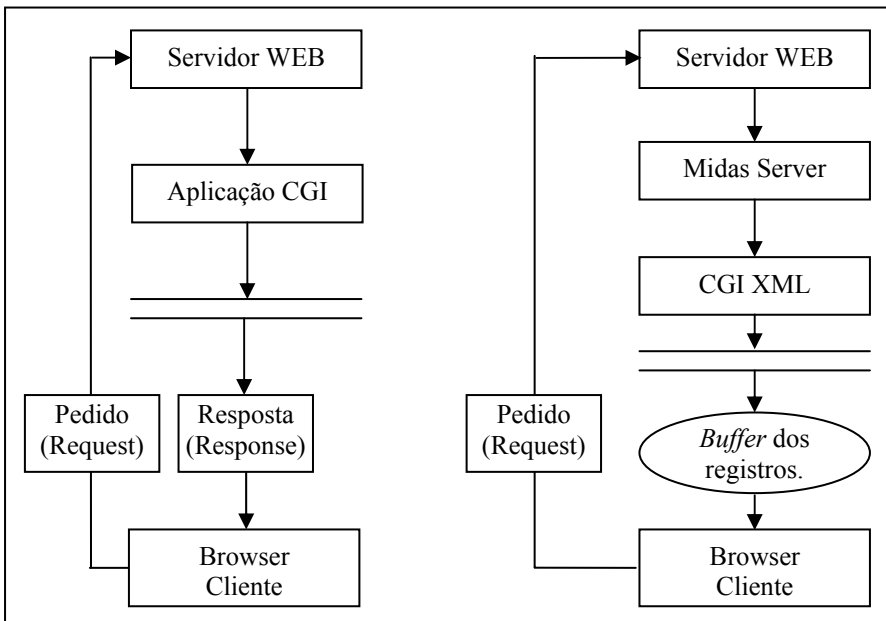 Servidor WEB
Aplicação CGI
Pedido
(Request)
Resposta
(Response)
Browser
Cliente
Servidor WEB
Midas Server
CGI XML
Pedido
(Request)
Buffer dos
registros.
Browser
Cliente